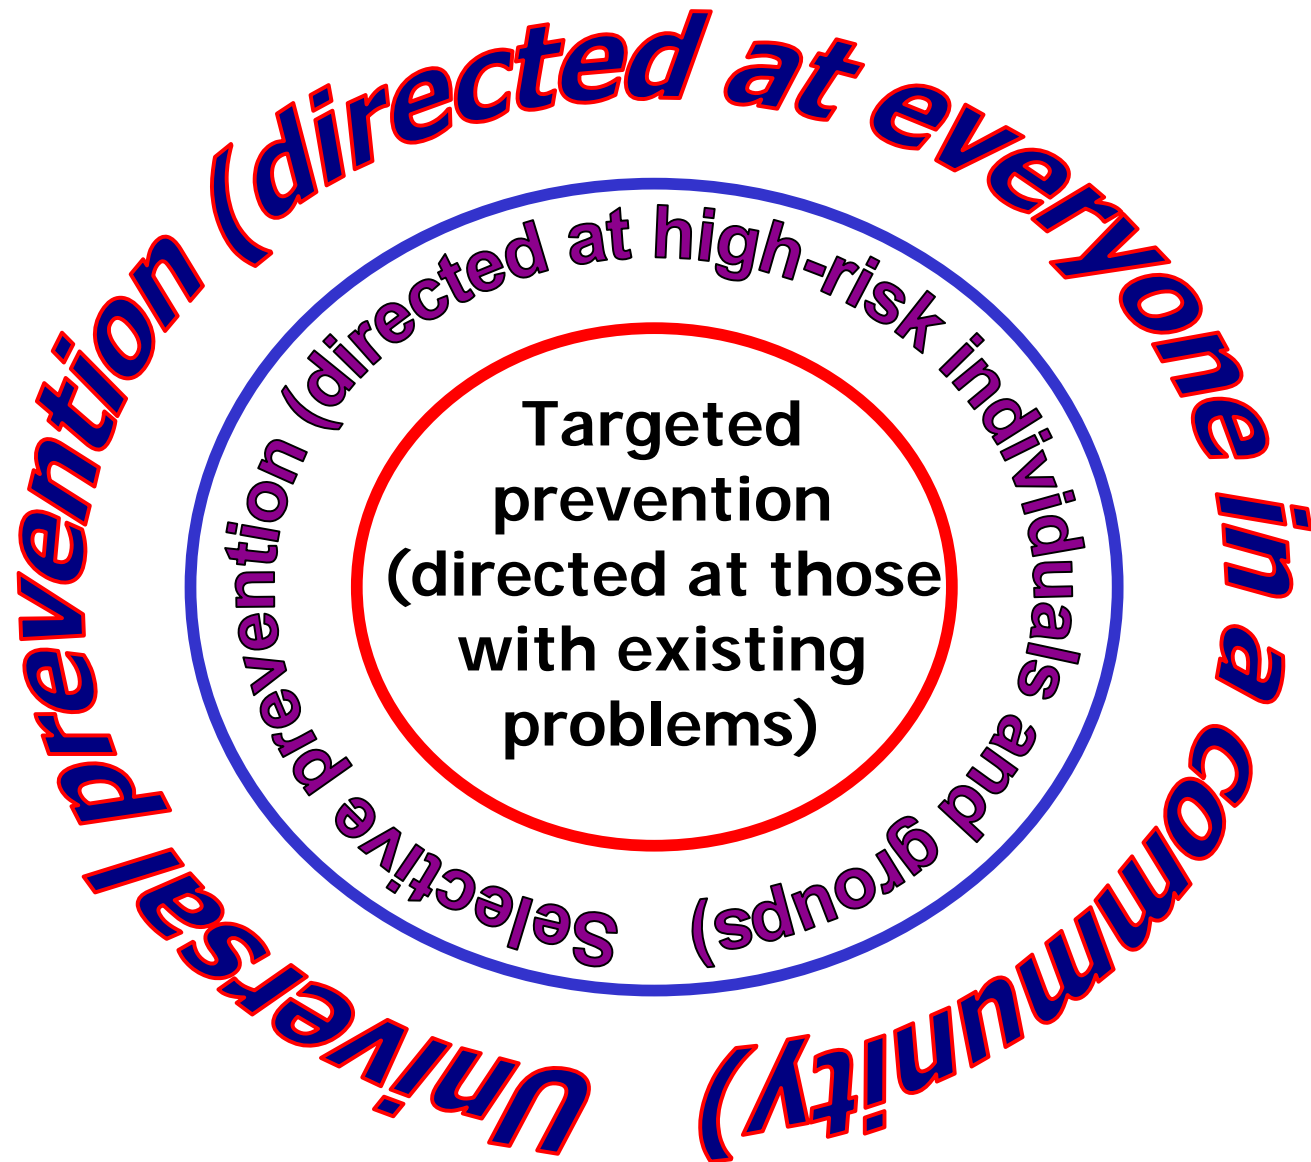 Universal prevention (directed at everyone in a community)
Selective prevention (directed at high-risk individuals and groups)
Targeted
prevention
(directed at those
with existing
problems)